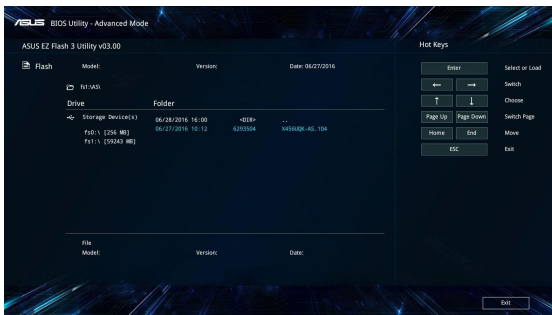 ASUS BIOS Utility - Advanced Mode
ASUS EZ Flash 3 Utility v03.00
Flash
Model: Version: Date: 06/27/2016
fs1:\AS\
Drive Folder
Storage Device(s)
fs0:\ [256 MB]
fs1:\ [59243 MB]
06/28/2016 16:00 <DIR> ..
06/27/2016 10:12 6293504 X456UQK-AS.104
File
Model: Version: Date:
Hot Keys
Enter Select or Load
← → Switch
↑ ↓ Choose
Page Up Page Down Switch Page
Home End Move
ESC Exit
Exit